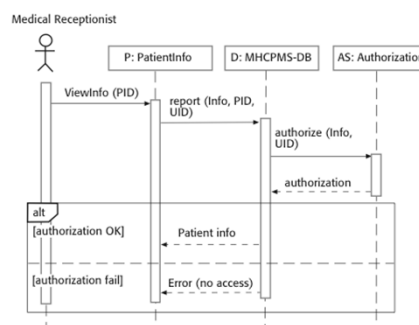 Medical Receptionist
P: PatientInfo
D: MHCPMS-DB
AS: Authorization
ViewInfo (PID)
report (Info, PID,
UID)
authorize (Info,
UID)
authorization
alt
[authorization OK]
Patient info
[authorization fail]
Error (no access)